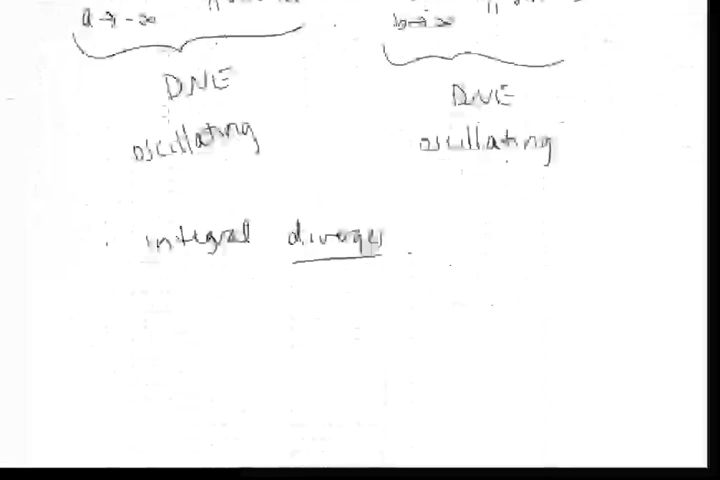 a → -∞ b → ∞
DNE DNE
oscillating oscillating
integral diverges.